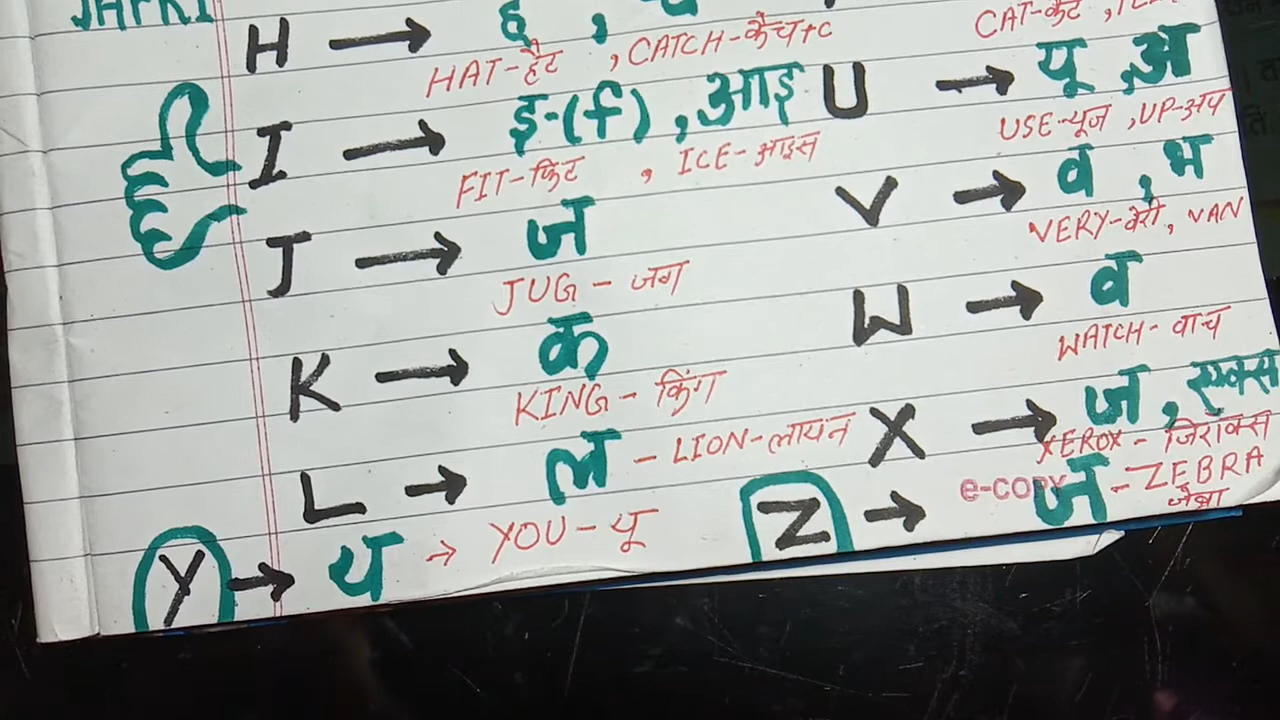 H → ह ,
HAT-हैट , CATCH-कैच+C
I → इ-(ि) , आइ
FIT-फिट , ICE-आइस
J → ज
JUG - जग
K → क
KING - किंग
L → ल - LION-लायन
Y → य → YOU-यू
CAT-कैट ,
U → यू , अ
USE-यूज , UP-अप
V → व , भ
VERY-वेरी, VAN
W → व
WATCH- वाच
X → ज , एक्स
XEROX - जिरॉक्स
Z → ज - ZEBRA
जेब्रा
e-COPY
ई